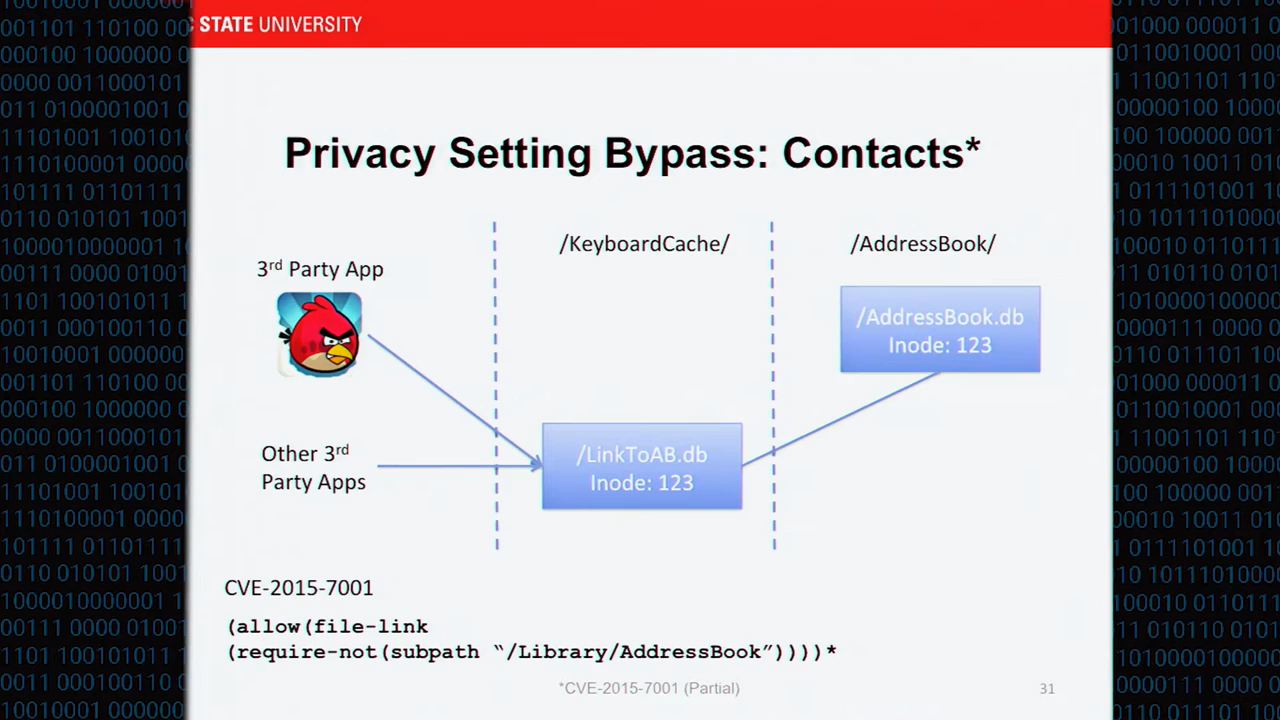 STATE UNIVERSITY
Privacy Setting Bypass: Contacts*
/KeyboardCache/
/AddressBook/
3rd Party App
/AddressBook.db
Inode: 123
Other 3rd
Party Apps
/LinkToAB.db
Inode: 123
CVE-2015-7001
(allow(file-link
(require-not(subpath “/Library/AddressBook”))))*
*CVE-2015-7001 (Partial)
31